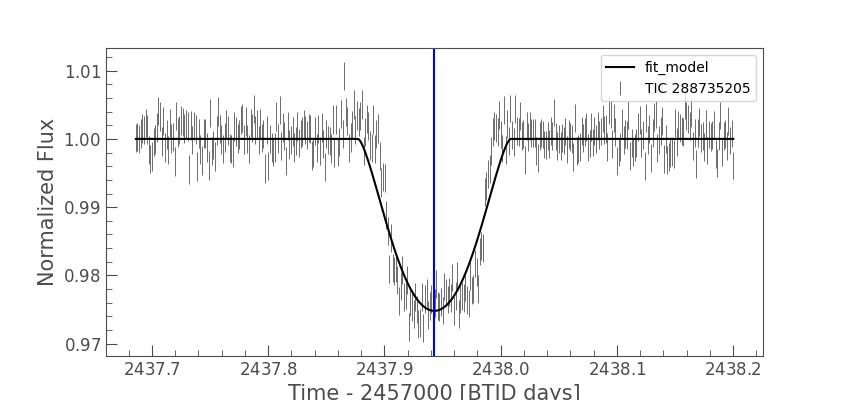 1.01
1.00
0.99
0.98
0.97
Normalized Flux
fit_model
TIC 288735205
2437.7 2437.8 2437.9 2438.0 2438.1 2438.2
Time - 2457000 [BTJD days]